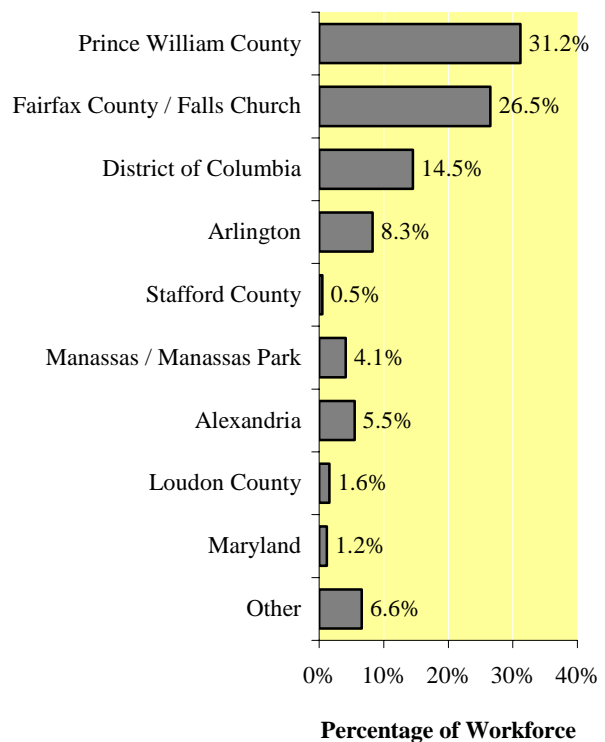 Prince William County 31.2%
Fairfax County / Falls Church 26.5%
District of Columbia 14.5%
Arlington 8.3%
Stafford County 0.5%
Manassas / Manassas Park 4.1%
Alexandria 5.5%
Loudon County 1.6%
Maryland 1.2%
Other 6.6%
0% 10% 20% 30% 40%
Percentage of Workforce